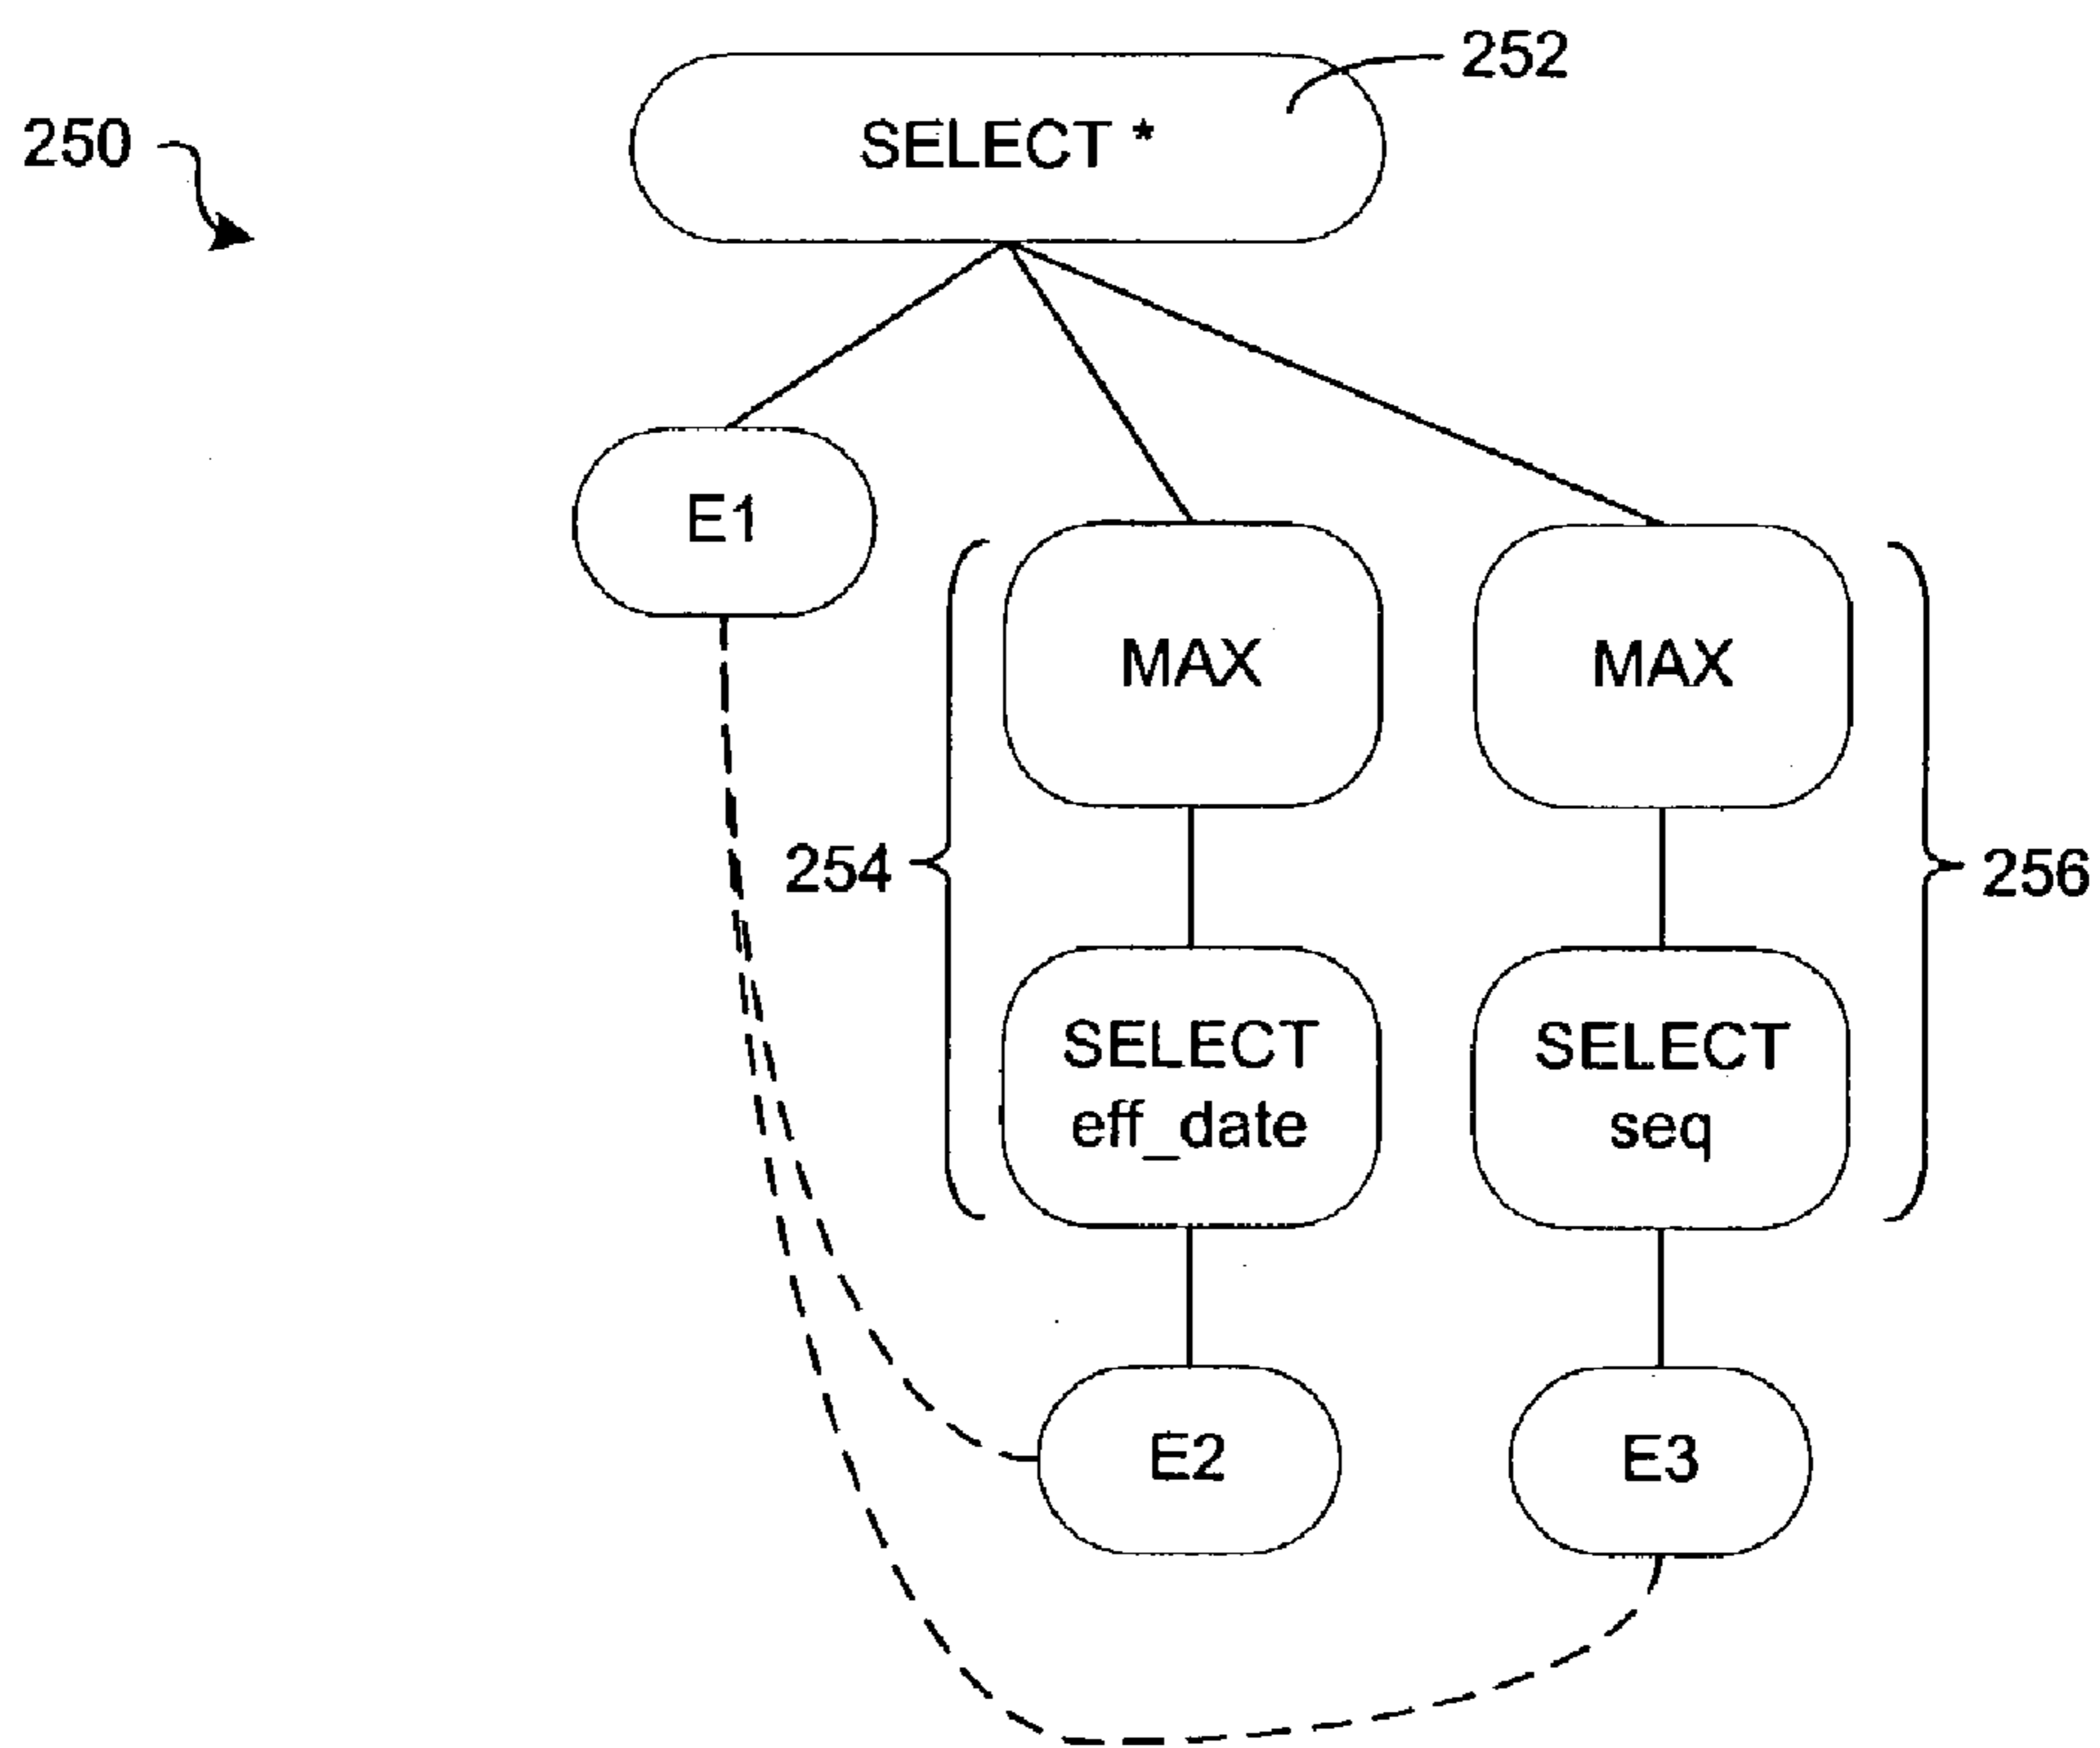 252
250
SELECT *
E1
MAX
MAX
254
256
SELECT
eff_date
SELECT
seq
E2
E3